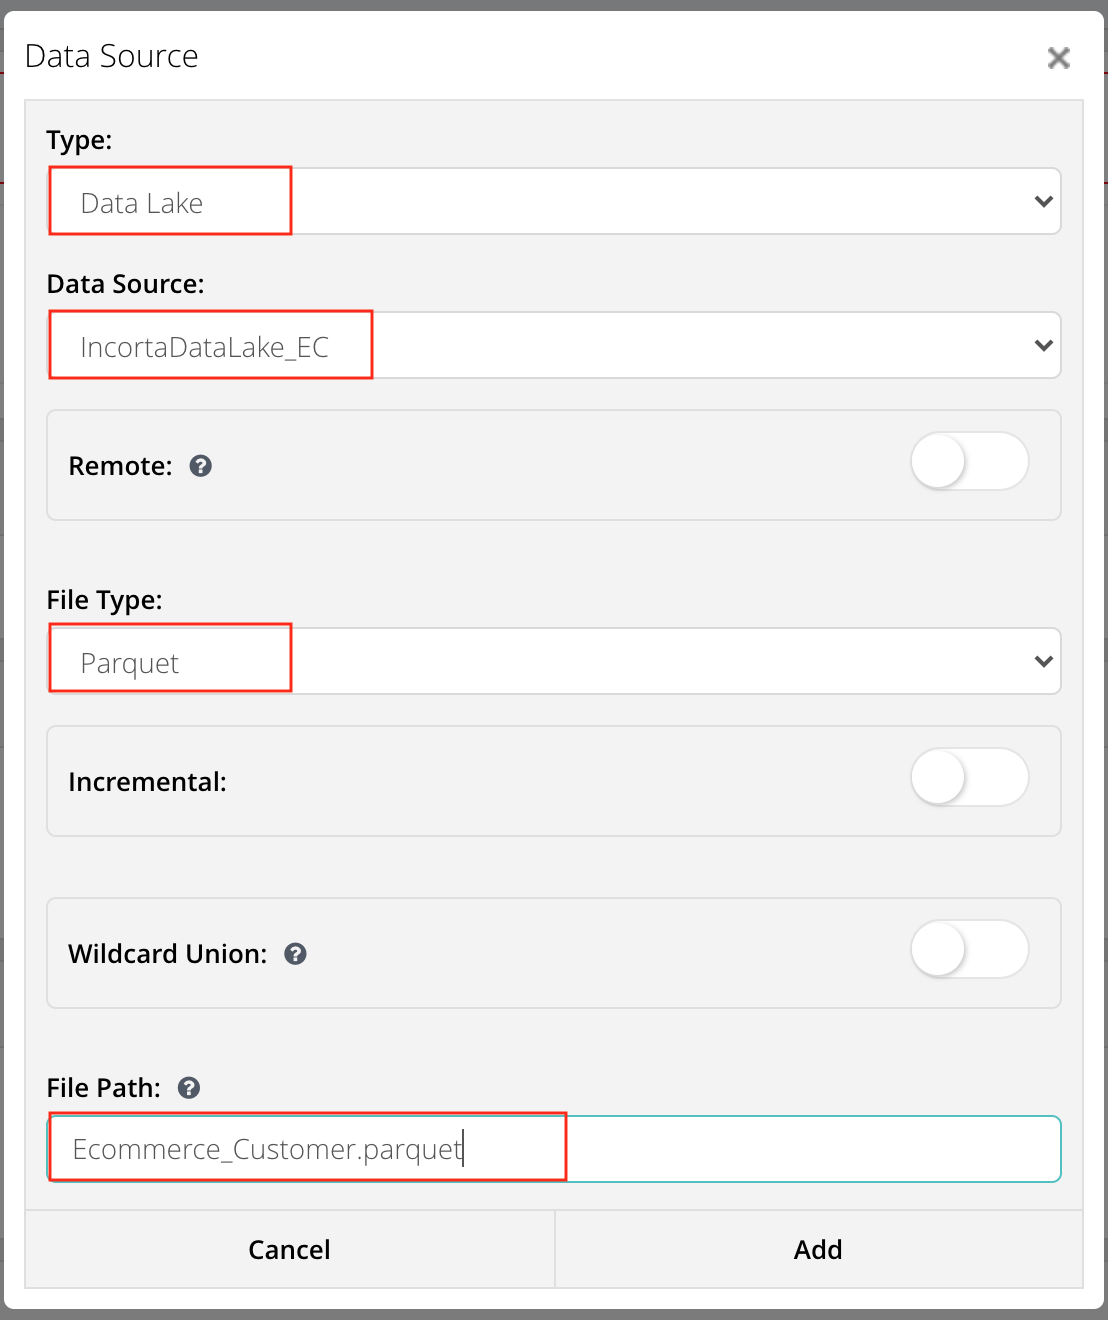 Data Source
Type:
Data Lake
Data Source:
IncortaDataLake_EC
Remote:
File Type:
Parquet
Incremental:
Wildcard Union:
File Path:
Ecommerce_Customer.parquet
Cancel
Add